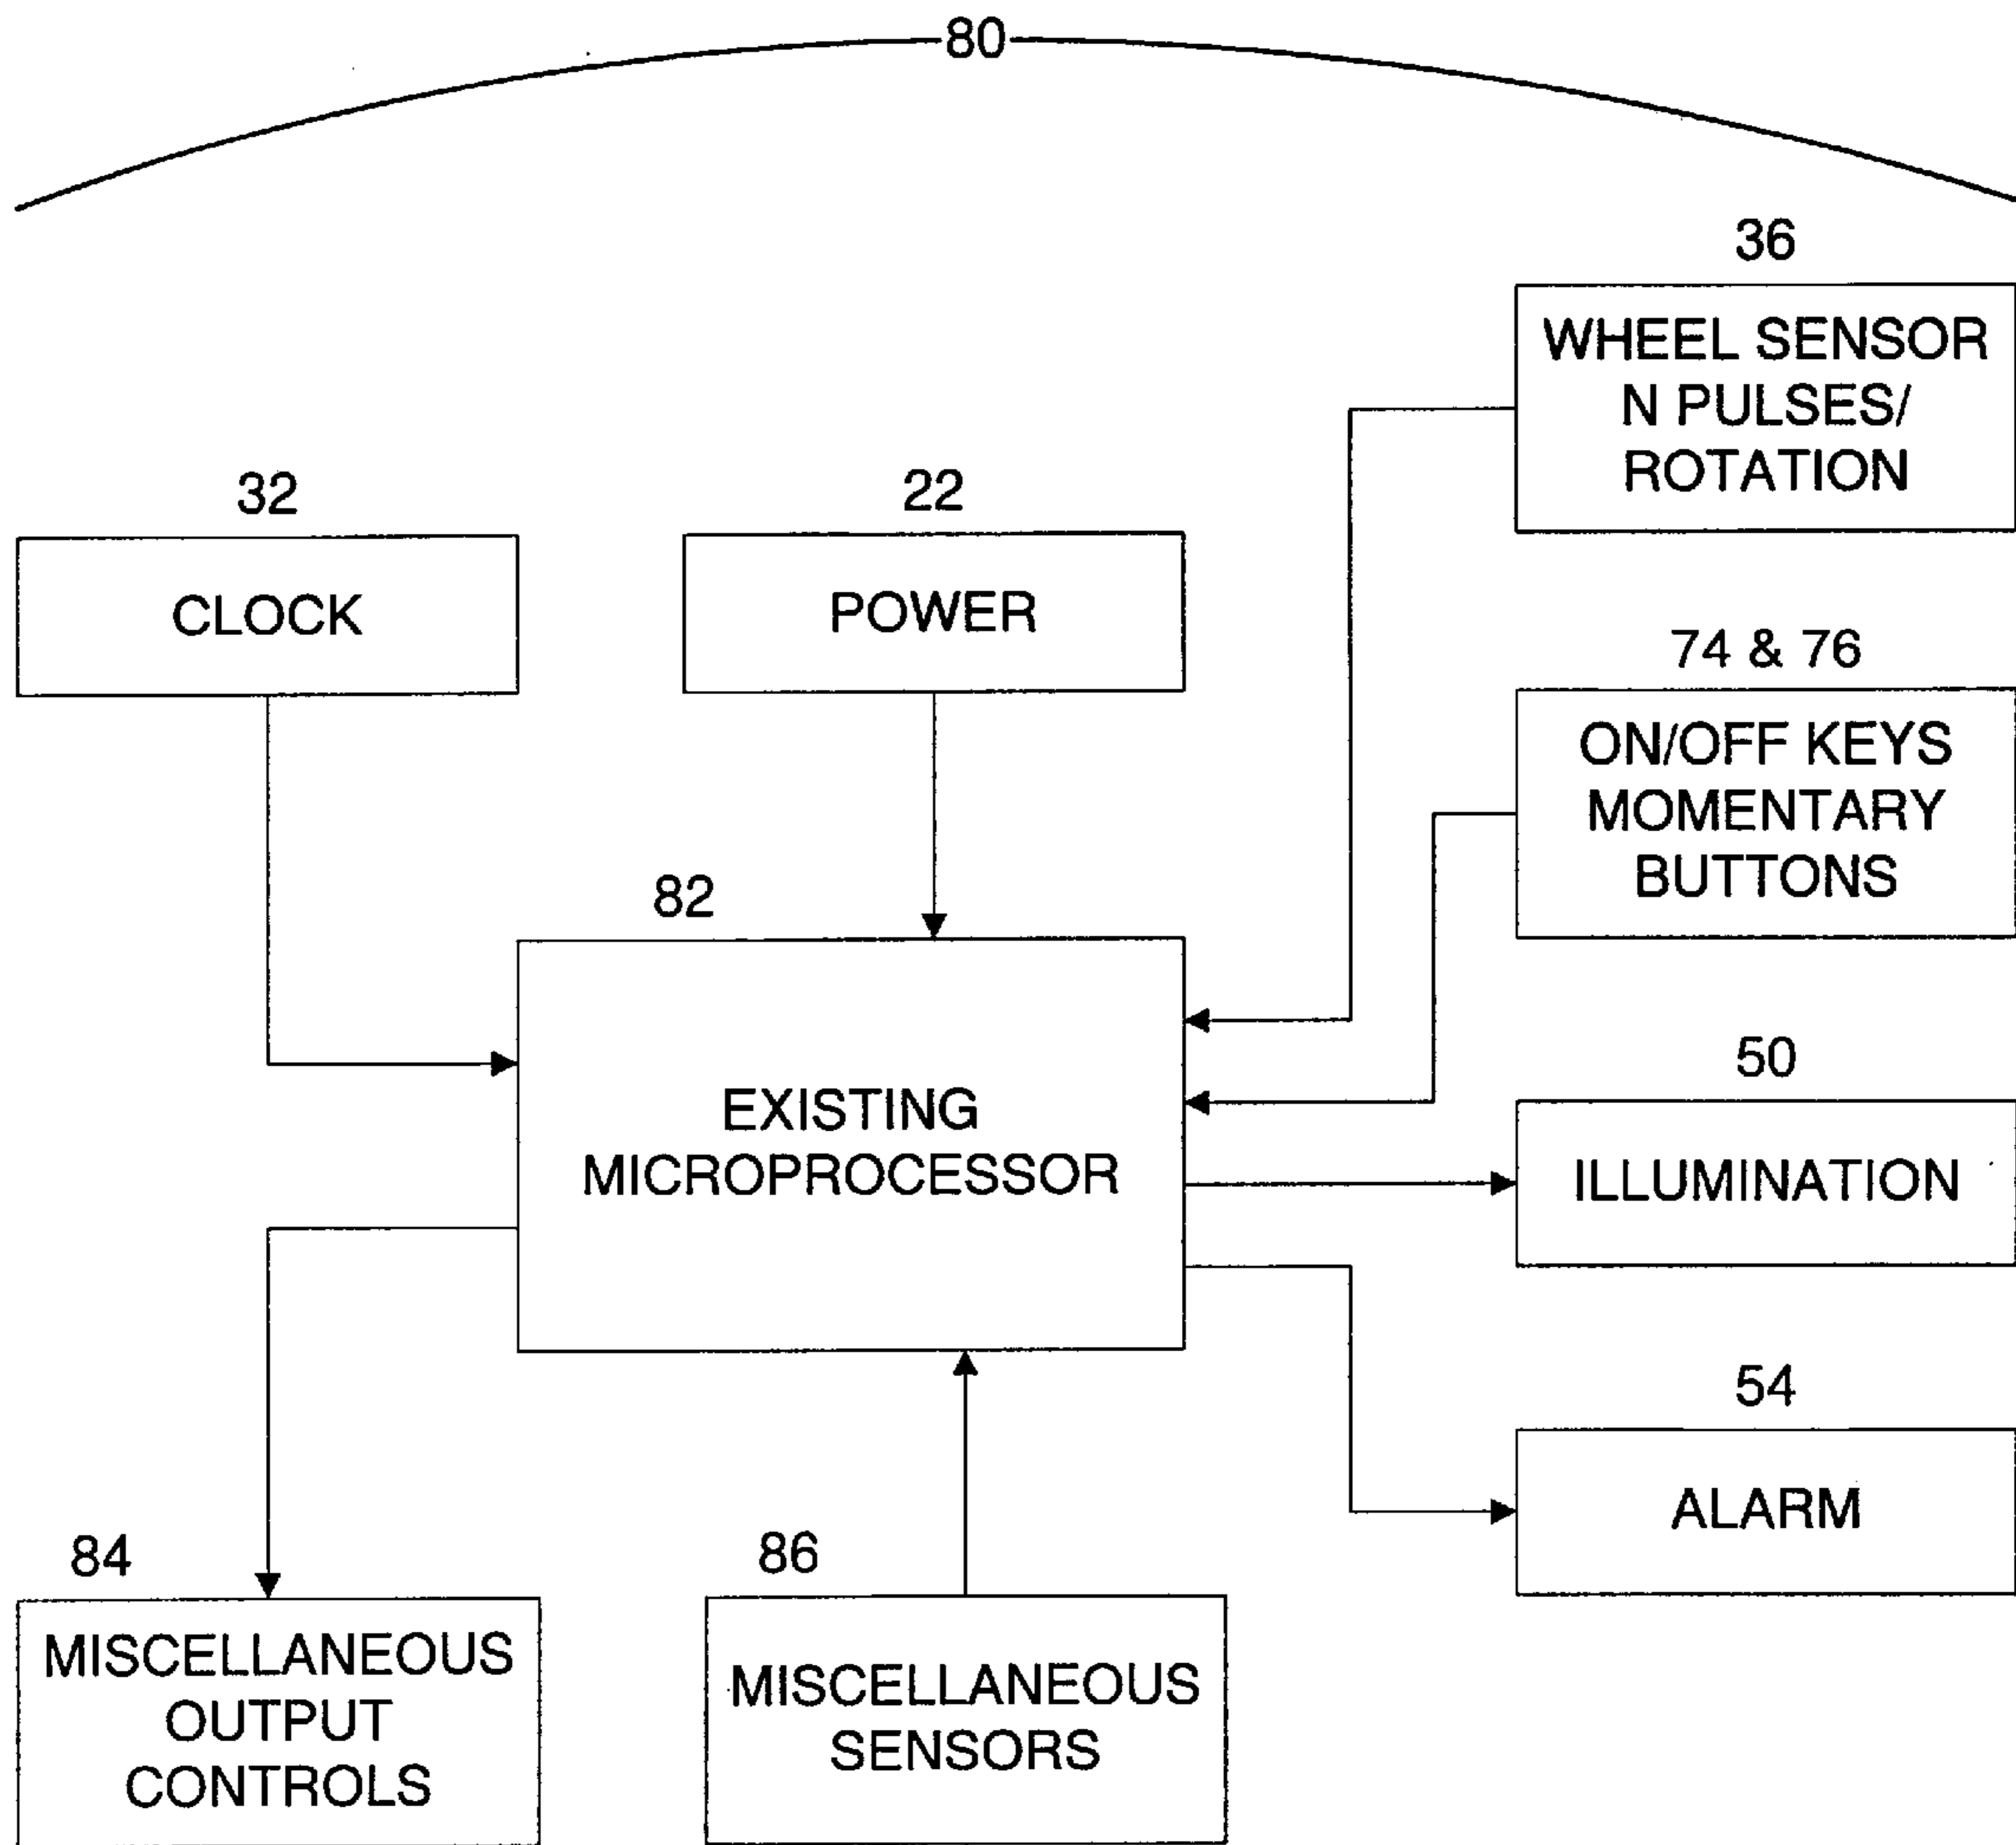 80
36
WHEEL SENSOR
N PULSES/
ROTATION
32
CLOCK
22
POWER
74 & 76
ON/OFF KEYS
MOMENTARY
BUTTONS
82
EXISTING
MICROPROCESSOR
50
ILLUMINATION
54
ALARM
84
MISCELLANEOUS
OUTPUT
CONTROLS
86
MISCELLANEOUS
SENSORS